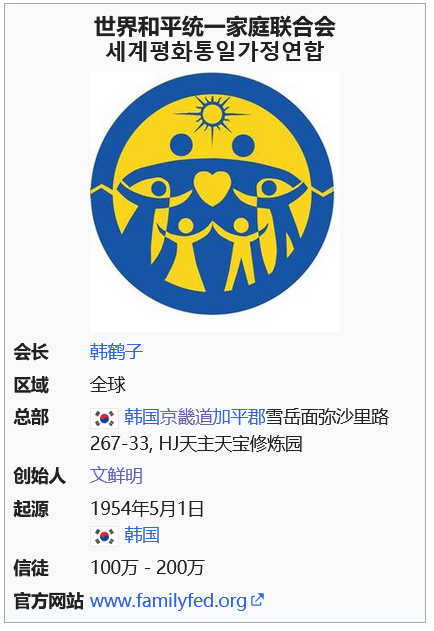 世界和平统一家庭联合会
세계평화통일가정연합
会长 韩鹤子
区域 全球
总部 韩国京畿道加平郡雪岳面弥沙里路
267-33, HJ天主天宝修炼园
创始人 文鲜明
起源 1954年5月1日
韩国
信徒 100万 - 200万
官方网站 www.familyfed.org